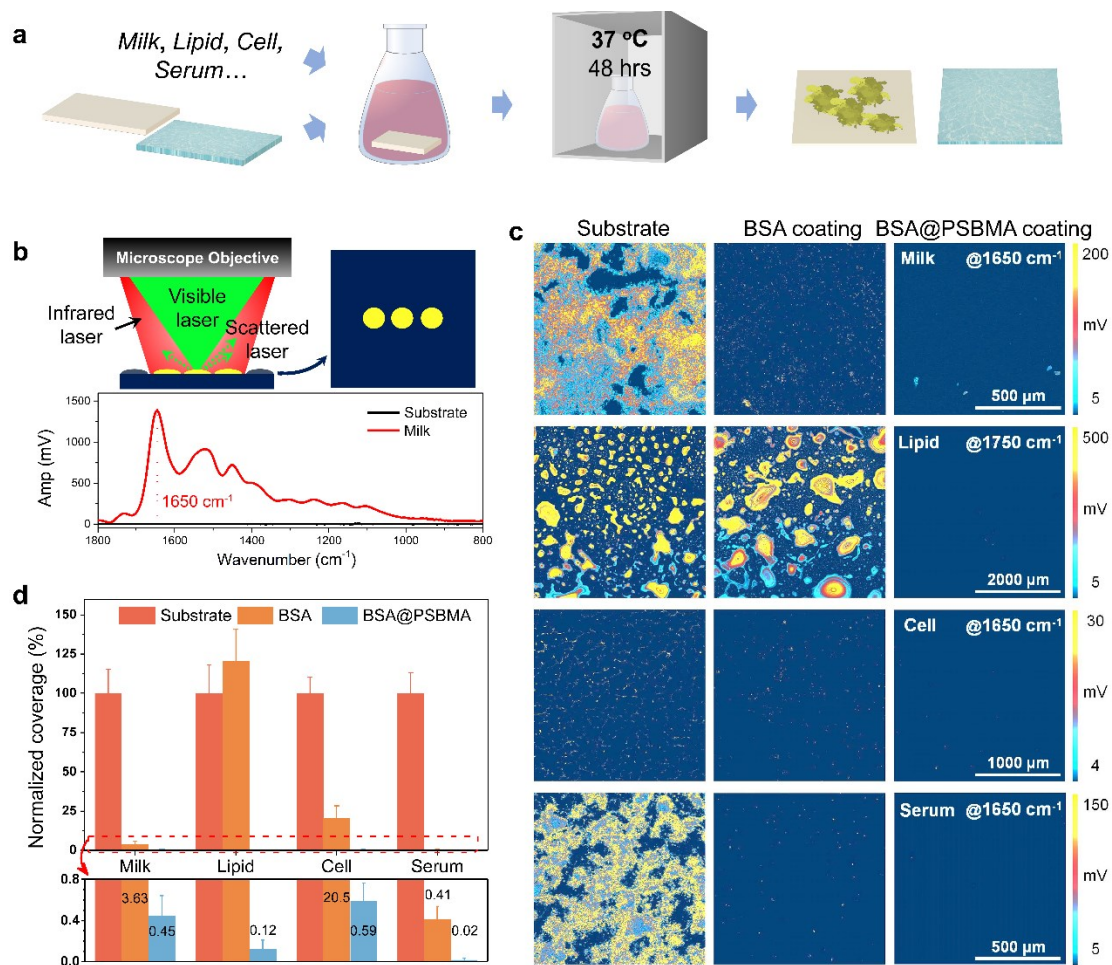 a
Milk, Lipid, Cell,
Serum...
37 °C
48 hrs
b
Microscope Objective
Visible
laser
Infrared
laser
Scattered
laser
1500
1000
500
0
Amp (mV)
Substrate
Milk
1650 cm⁻¹
1800 1600 1400 1200 1000 800
Wavenumber (cm⁻¹)
c
Substrate BSA coating BSA@PSBMA coating
Milk @1650 cm⁻¹
500 µm
200
mV
5
Lipid @1750 cm⁻¹
2000 µm
500
mV
5
Cell @1650 cm⁻¹
1000 µm
30
mV
4
Serum @1650 cm⁻¹
500 µm
150
mV
5
d
Substrate BSA BSA@PSBMA
150
125
100
75
50
25
0
Normalized coverage (%)
Milk Lipid Cell Serum
0.8
0.4
0.0
3.63
0.45
0.12
20.5
0.59
0.41
0.02